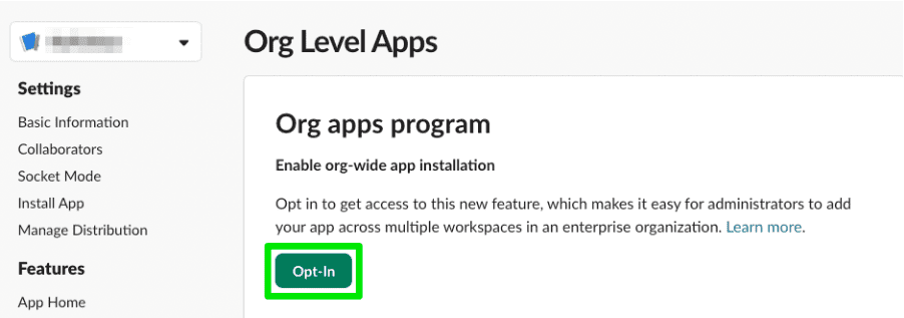 Org Level Apps
Settings
Basic Information
Collaborators
Socket Mode
Install App
Manage Distribution
Features
App Home
Org apps program
Enable org-wide app installation
Opt in to get access to this new feature, which makes it easy for administrators to add
your app across multiple workspaces in an enterprise organization. Learn more.
Opt-In